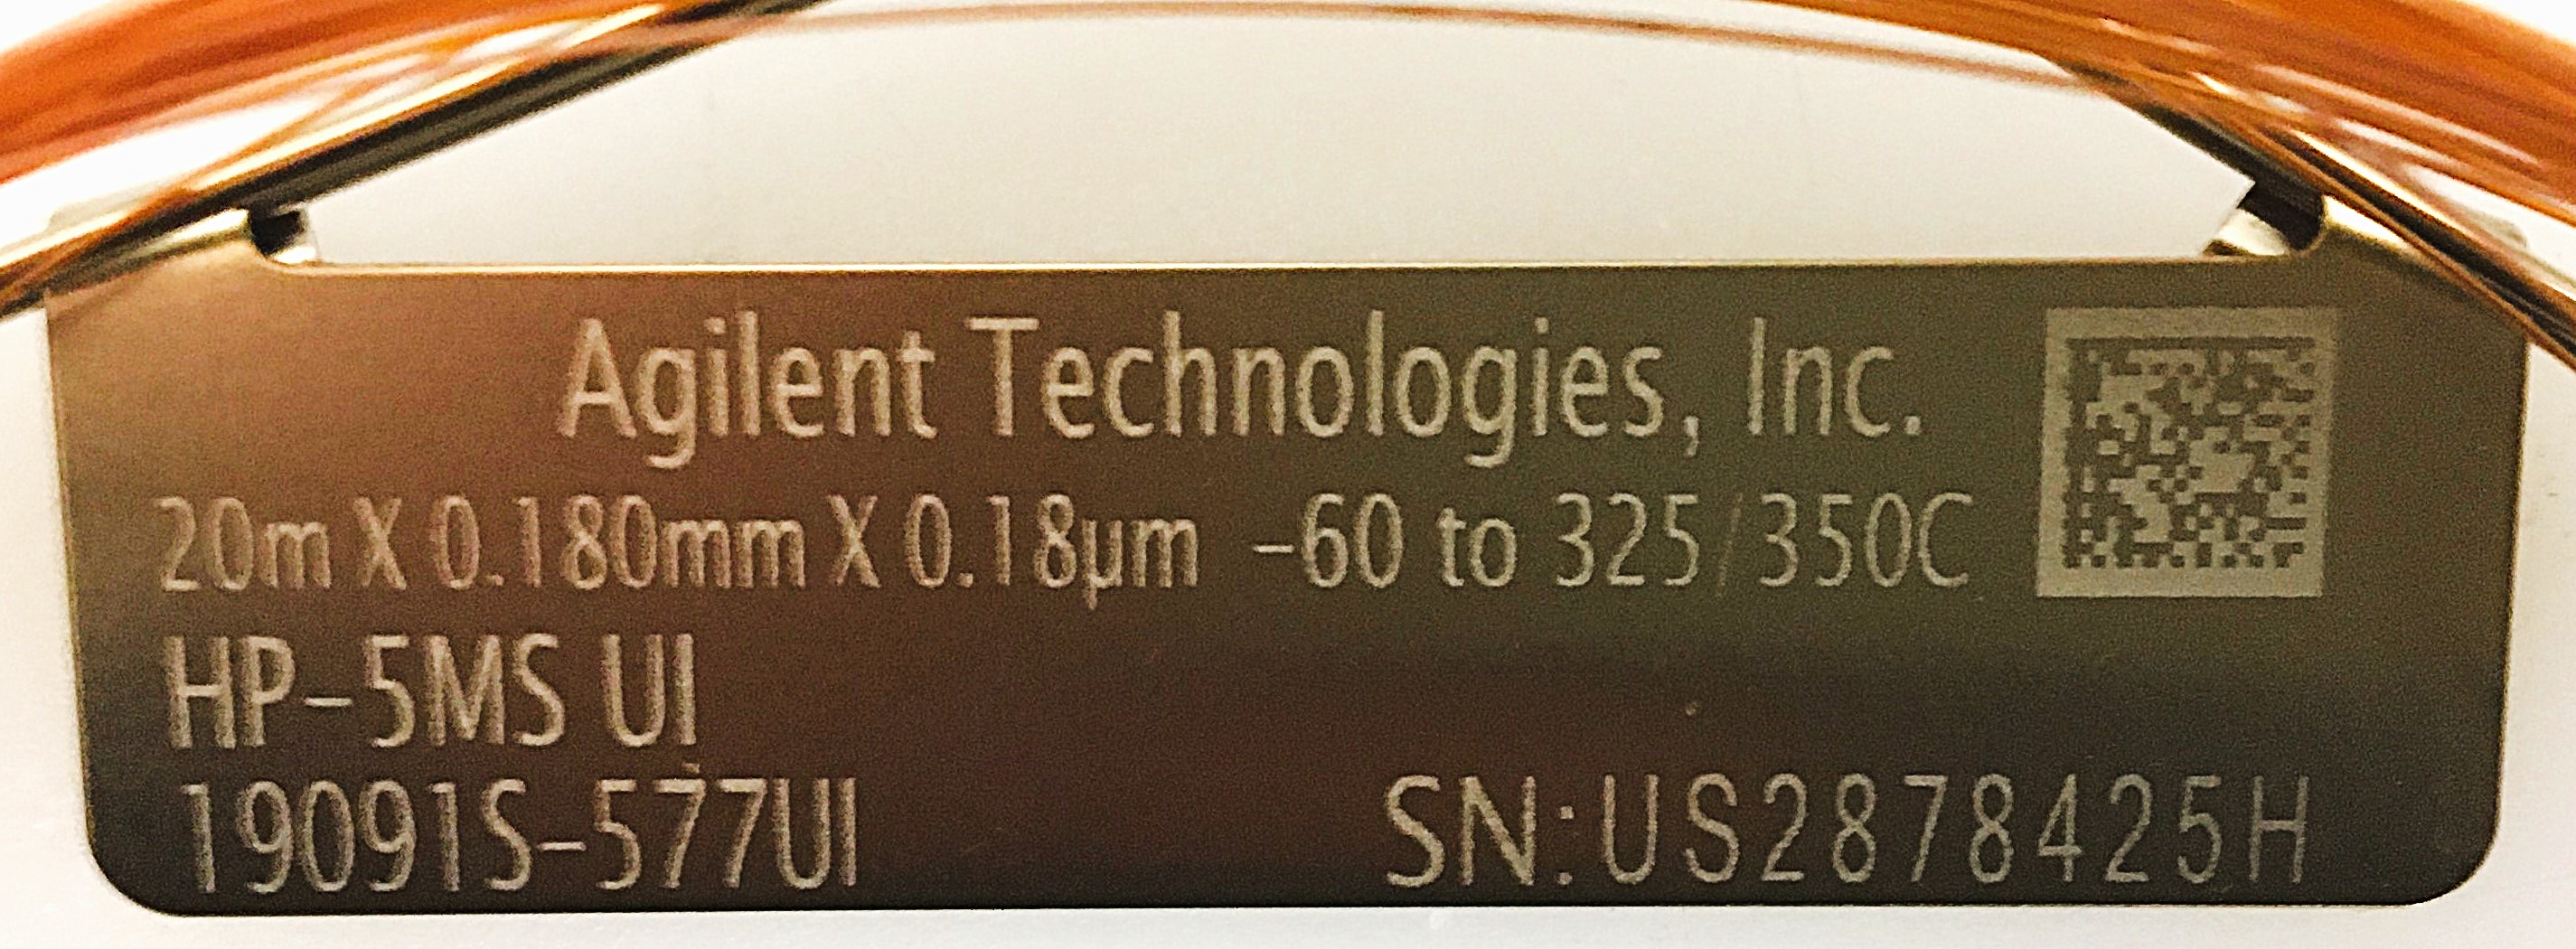 Agilent Technologies, Inc.
20m X 0.180mm X 0.18µm -60 to 325/350C
HP-5MS UI
19091S-577UI
SN:US2878425H